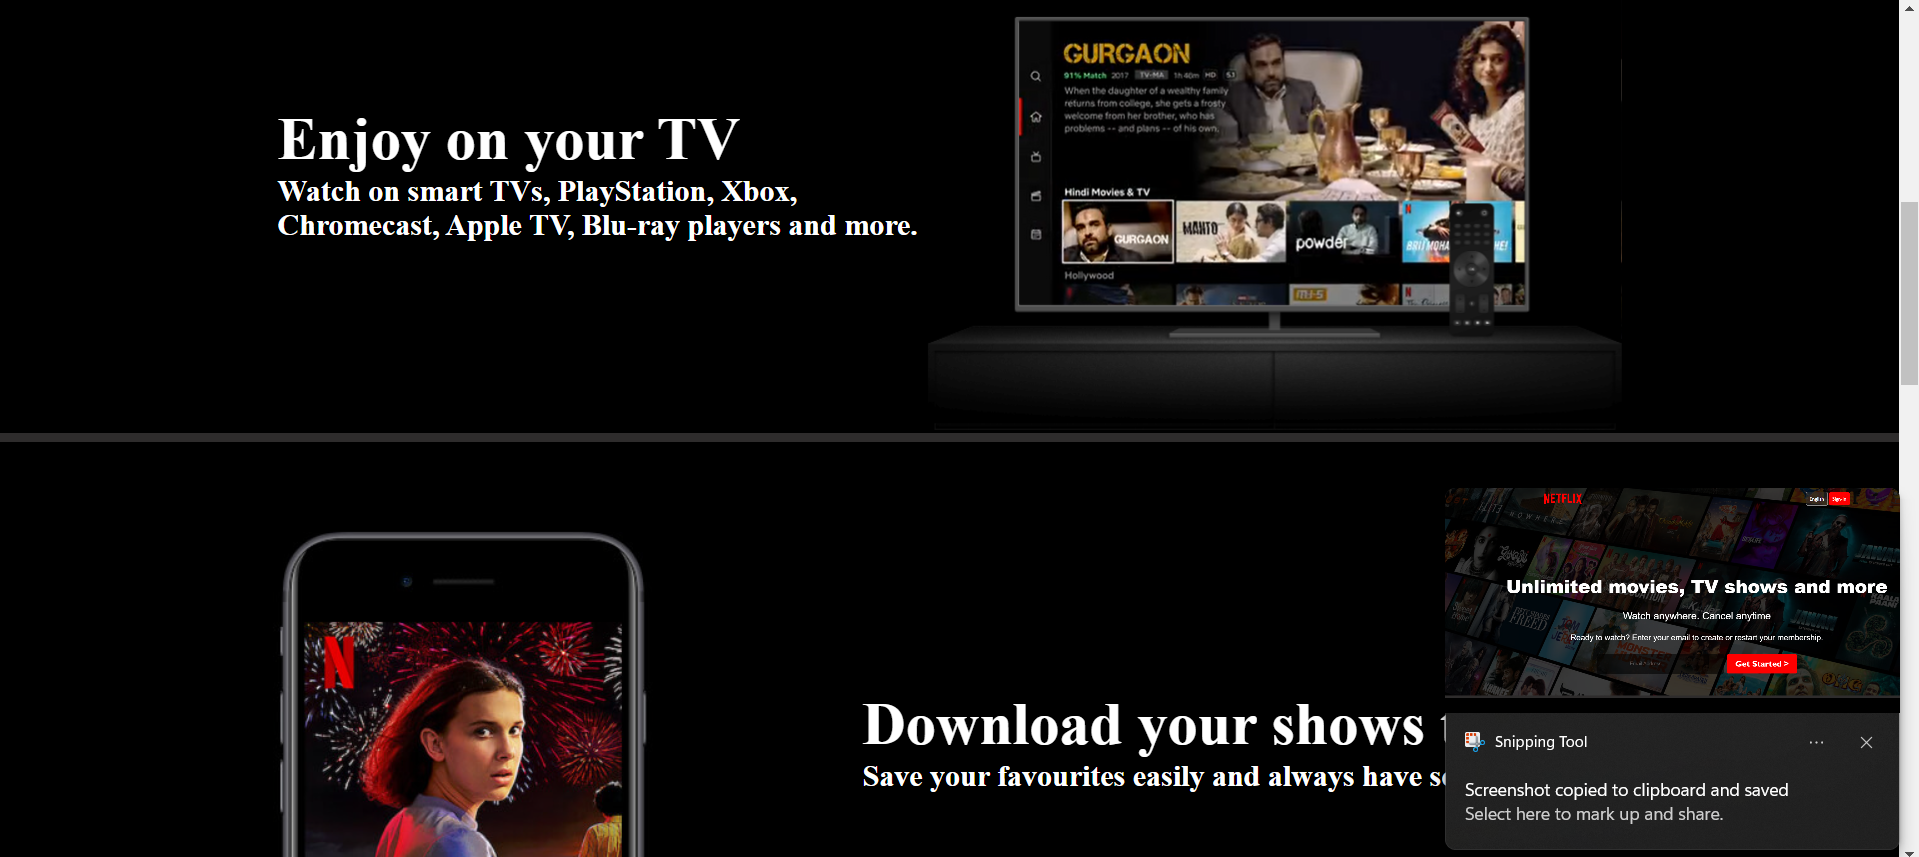 GURGAON
91% Match 2017 TV-MA 1h 40m HD 5.1
When the daughter of a wealthy family
returns from college, she gets a frosty
welcome from her brother, who has
problems -- and plans -- of his own.
Enjoy on your TV
Watch on smart TVs, PlayStation, Xbox,
Chromecast, Apple TV, Blu-ray players and more.
Hindi Movies & TV
GURGAON
MANTO
powder
Hollywood
M-I-5
NETFLIX
English
Unlimited movies, TV shows and more
Watch anywhere. Cancel anytime
Ready to watch? Enter your email to create or restart your membership.
Get Started >
N
Download your shows
Save your favourites easily and always have
Snipping Tool
Screenshot copied to clipboard and saved
Select here to mark up and share.